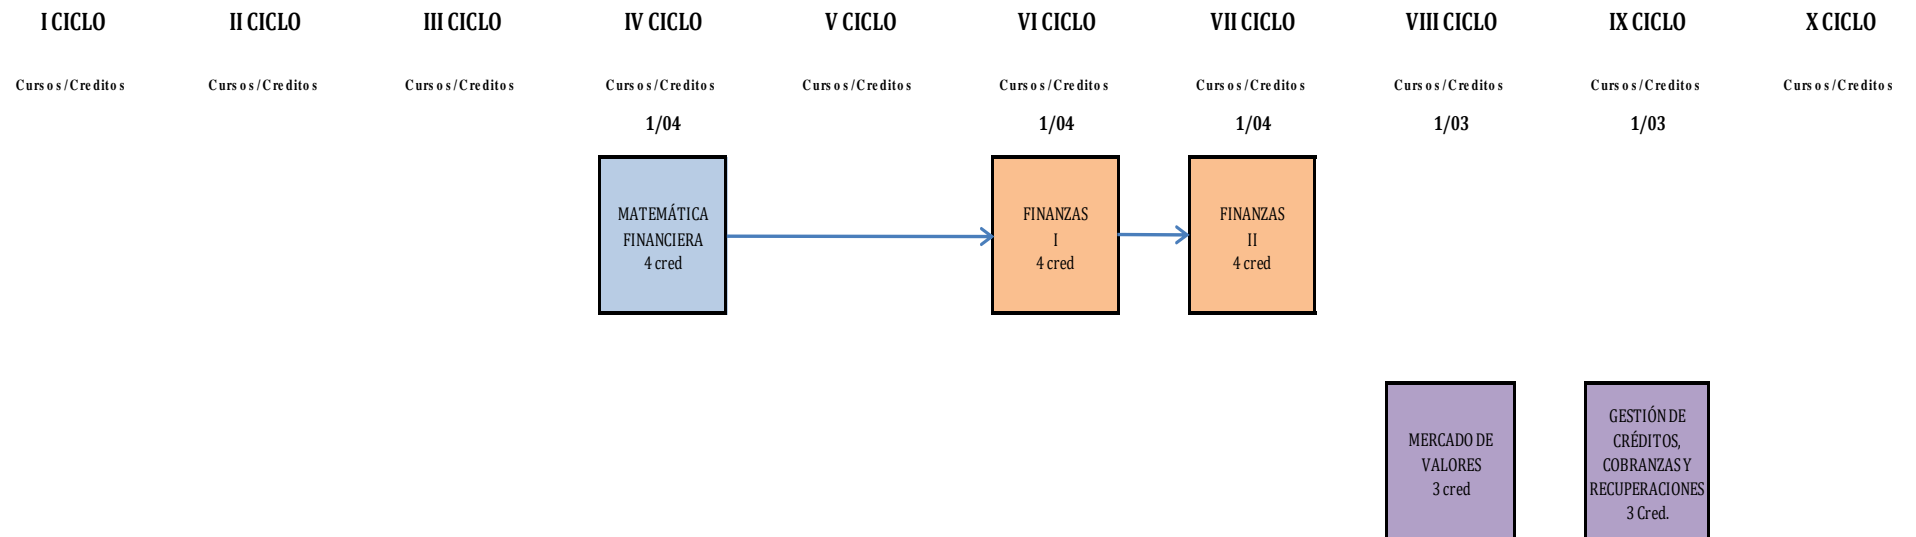 I CICLO II CICLO III CICLO IV CICLO V CICLO VI CICLO VII CICLO VIII CICLO IX CICLO X CICLO
Cursos/Creditos Cursos/Creditos Cursos/Creditos Cursos/Creditos Cursos/Creditos Cursos/Creditos Cursos/Creditos Cursos/Creditos Cursos/Creditos Cursos/Creditos
1/04 1/04 1/04 1/03 1/03
MATEMÁTICA
FINANCIERA
4 cred
FINANZAS
I
4 cred
FINANZAS
II
4 cred
MERCADO DE
VALORES
3 cred
GESTIÓN DE
CRÉDITOS,
COBRANZAS Y
RECUPERACIONES
3 Cred.